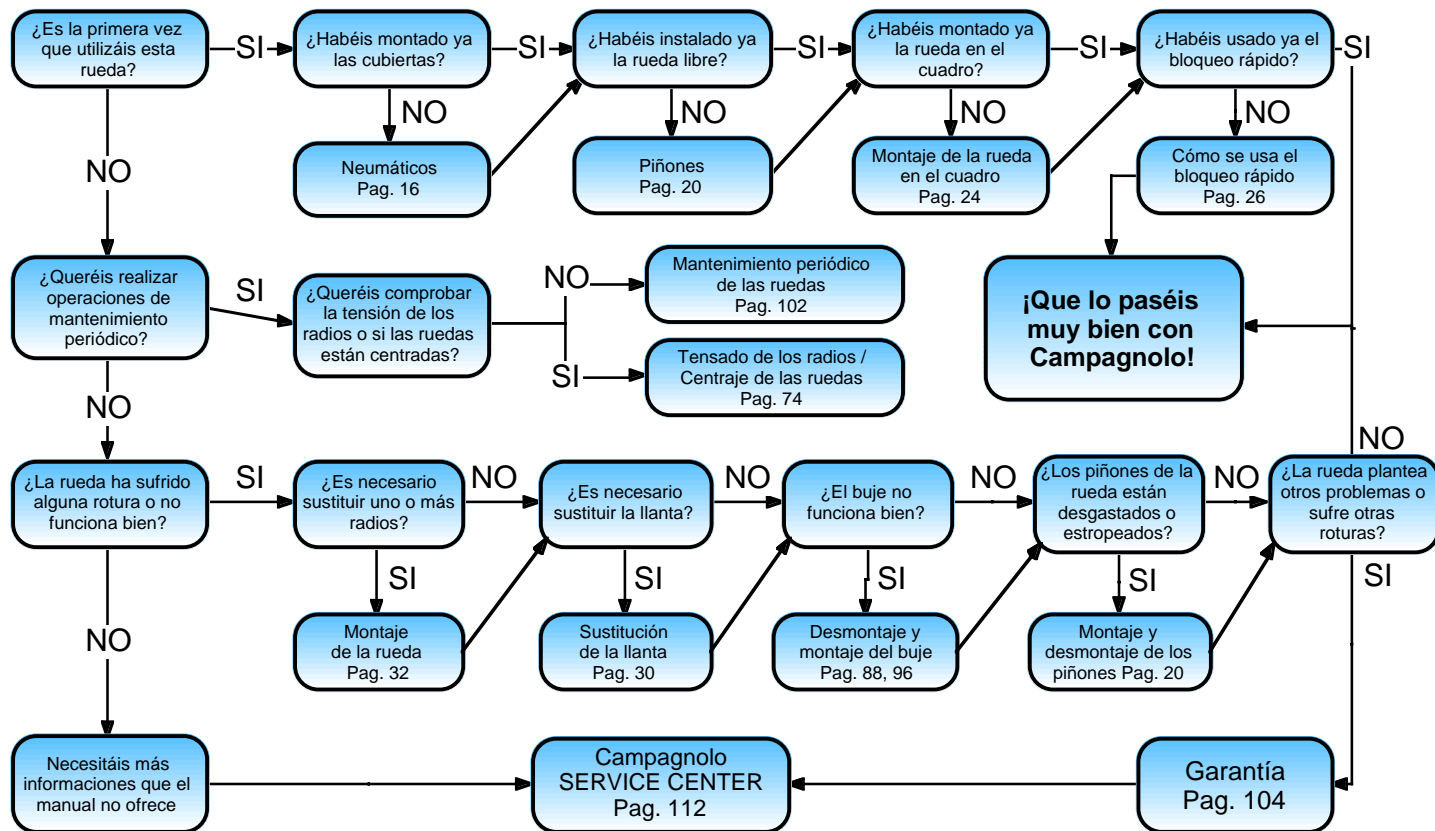 ¿Es la primera vez
que utilizáis esta
rueda?
SI
¿Habéis montado ya
las cubiertas?
SI
¿Habéis instalado ya
la rueda libre?
SI
¿Habéis montado ya
la rueda en el
cuadro?
SI
¿Habéis usado ya el
bloqueo rápido?
SI
NO
NO
NO
NO
NO
Neumáticos
Pag. 16
Piñones
Pag. 20
Montaje de la rueda
en el cuadro
Pag. 24
Cómo se usa el
bloqueo rápido
Pag. 26
¿Queréis realizar
operaciones de
mantenimiento
periódico?
SI
¿Queréis comprobar
la tensión de los
radios o si las ruedas
están centradas?
NO
Mantenimiento periódico
de las ruedas
Pag. 102
SI
Tensado de los radios /
Centraje de las ruedas
Pag. 74
¡Que lo paséis
muy bien con
Campagnolo!
NO
¿La rueda ha sufrido
alguna rotura o no
funciona bien?
SI
¿Es necesario
sustituir uno o más
radios?
NO
¿Es necesario
sustituir la llanta?
NO
¿El buje no
funciona bien?
NO
¿Los piñones de la
rueda están
desgastados o
estropeados?
NO
¿La rueda plantea
otros problemas o
sufre otras
roturas?
NO
SI
SI
SI
SI
SI
Montaje
de la rueda
Pag. 32
Sustitución
de la llanta
Pag. 30
Desmontaje y
montaje del buje
Pag. 88, 96
Montaje y
desmontaje de los
piñones Pag. 20
NO
Necesitáis más
informaciones que el
manual no ofrece
Campagnolo
SERVICE CENTER
Pag. 112
Garantía
Pag. 104